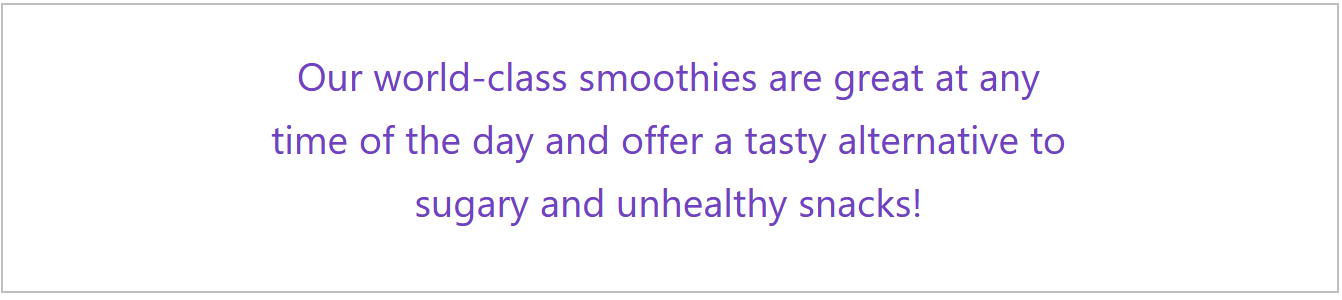 Our world-class smoothies are great at any
time of the day and offer a tasty alternative to
sugary and unhealthy snacks!